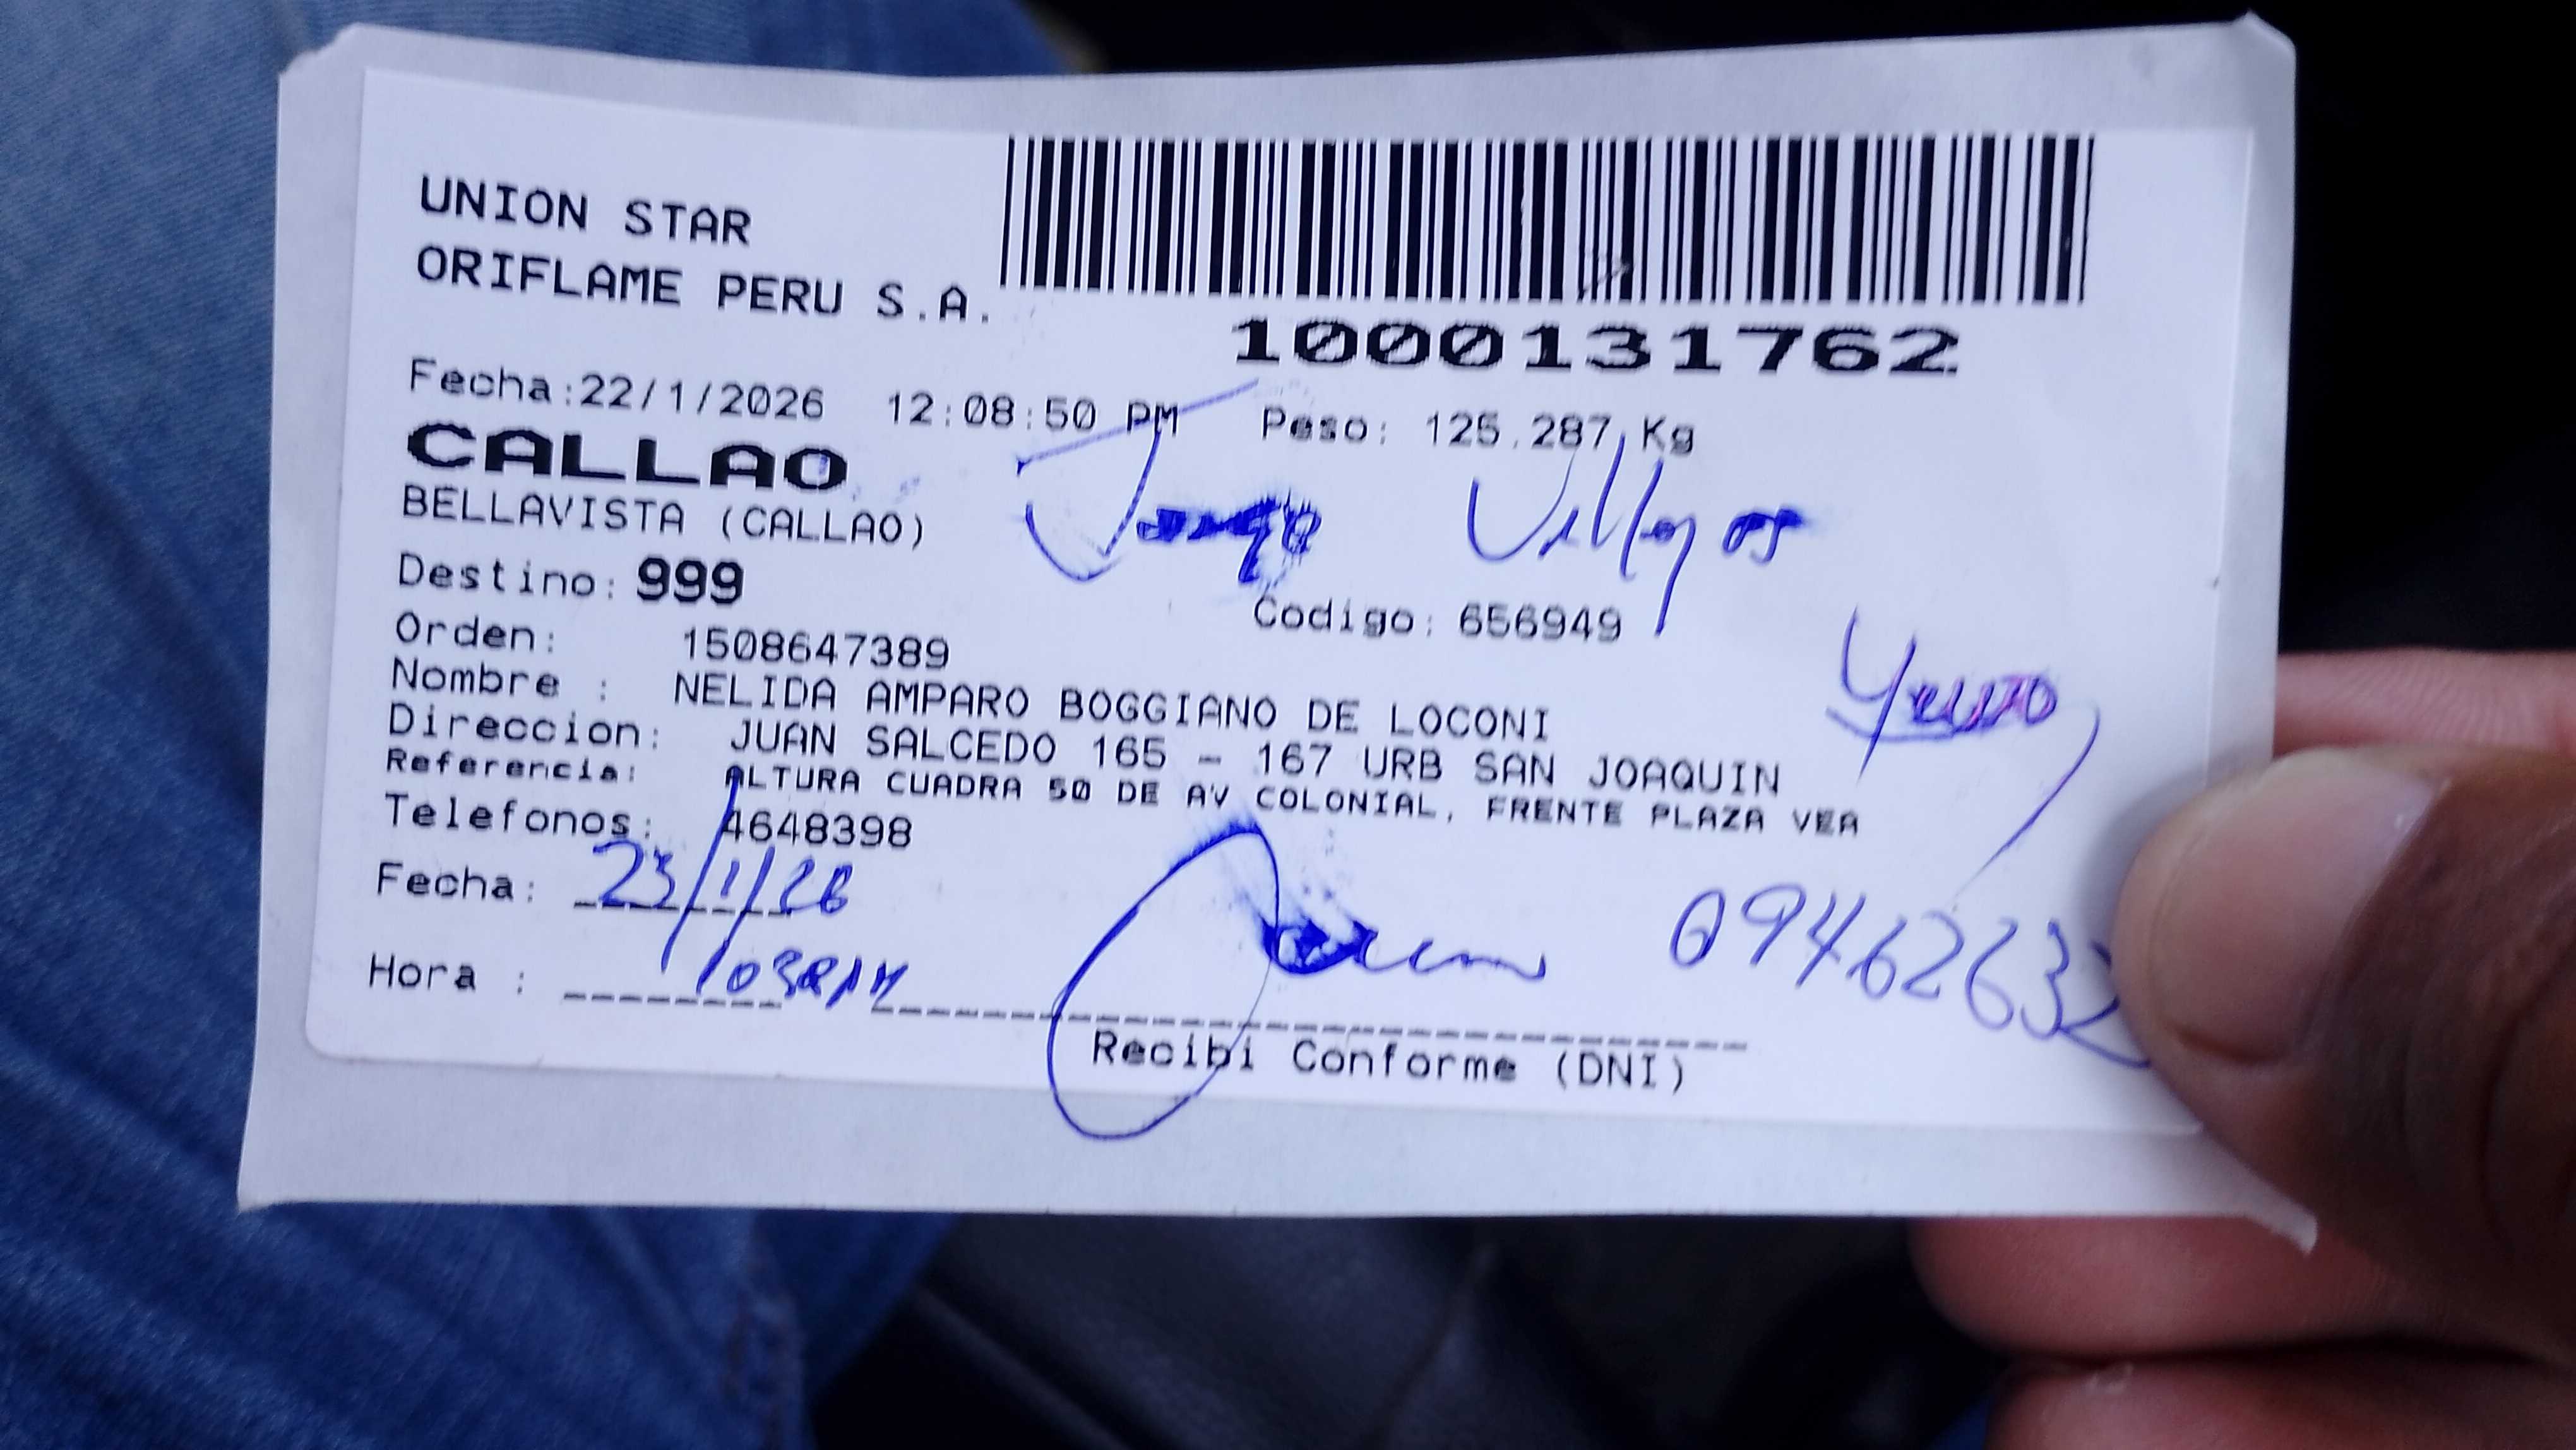 UNION STAR
ORIFLAME PERU S.A.
1000131762
Fecha:22/1/2026 12:08:50 PM Peso: 125.287 Kg
CALLAO
BELLAVISTA (CALLAO)
Destino: 999
Codigo: 656949
Orden: 1508647389
Nombre : NELIDA AMPARO BOGGIANO DE LOCONI
Direccion: JUAN SALCEDO 165 - 167 URB SAN JOAQUIN
Referencia: ALTURA CUADRA 50 DE AV COLONIAL, FRENTE PLAZA VEA
Telefonos: 4648398
Fecha: 23/1/26
09462632
Hora :
Recibi Conforme (DNI)